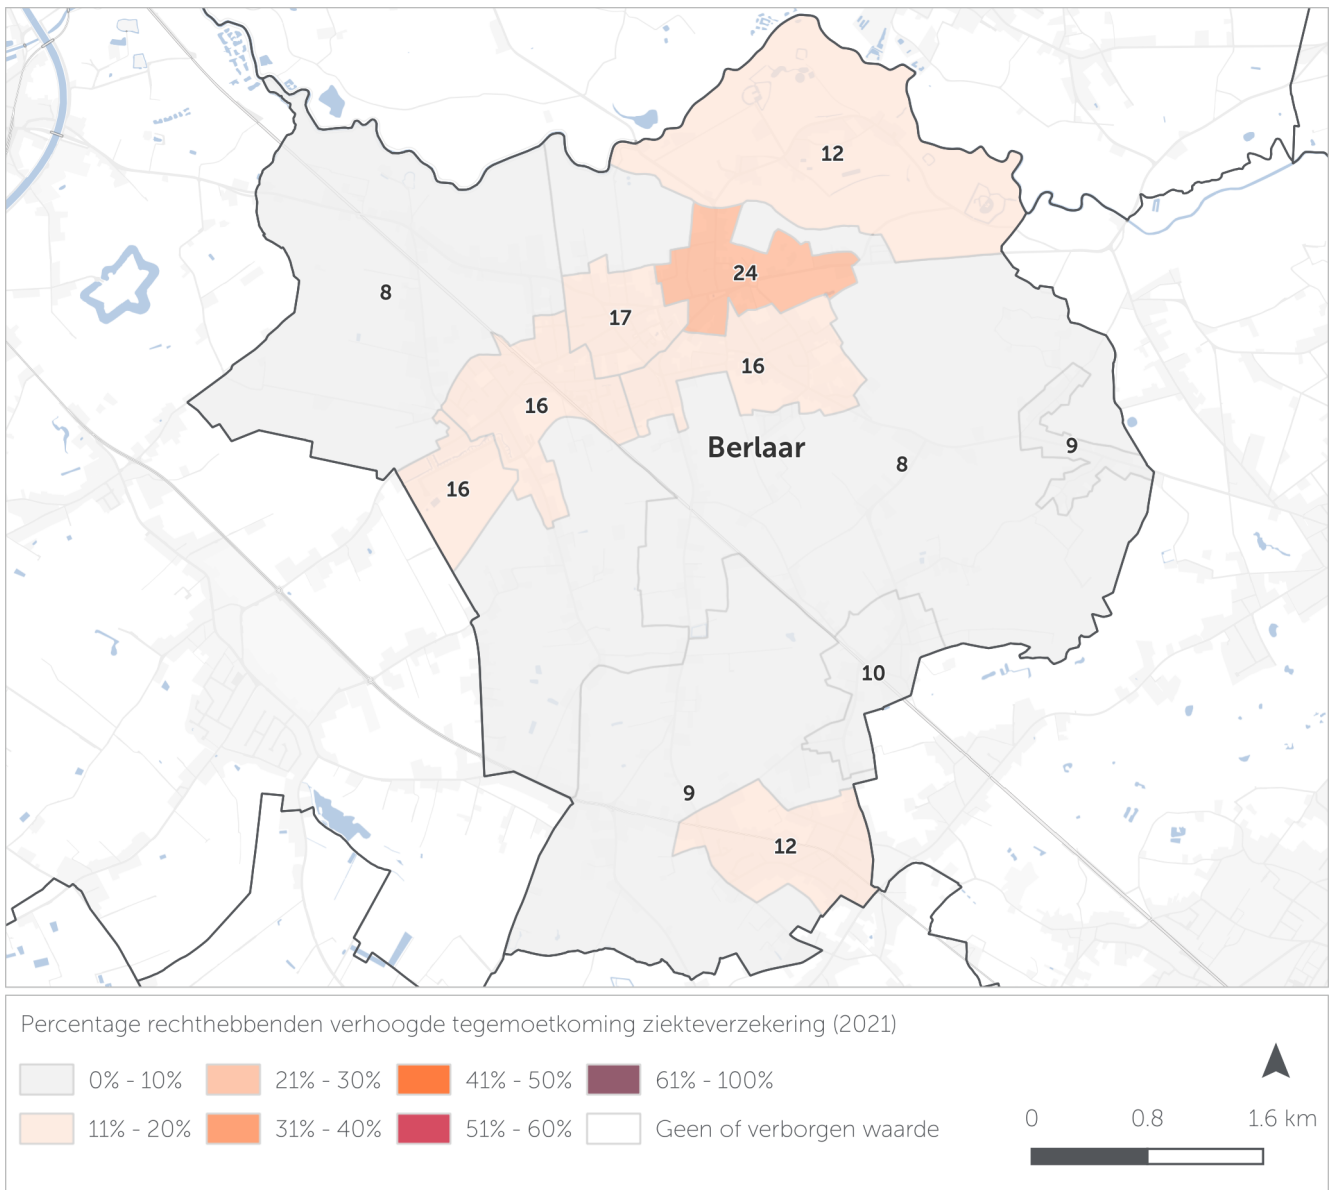 12
24
8
17
16
16
Berlaar
9
8
16
10
9
12
Percentage rechthebbenden verhoogde tegemoetkoming ziekteverzekering (2021)
0% - 10%
21% - 30%
41% - 50%
61% - 100%
11% - 20%
31% - 40%
51% - 60%
Geen of verborgen waarde
0 0.8 1.6 km